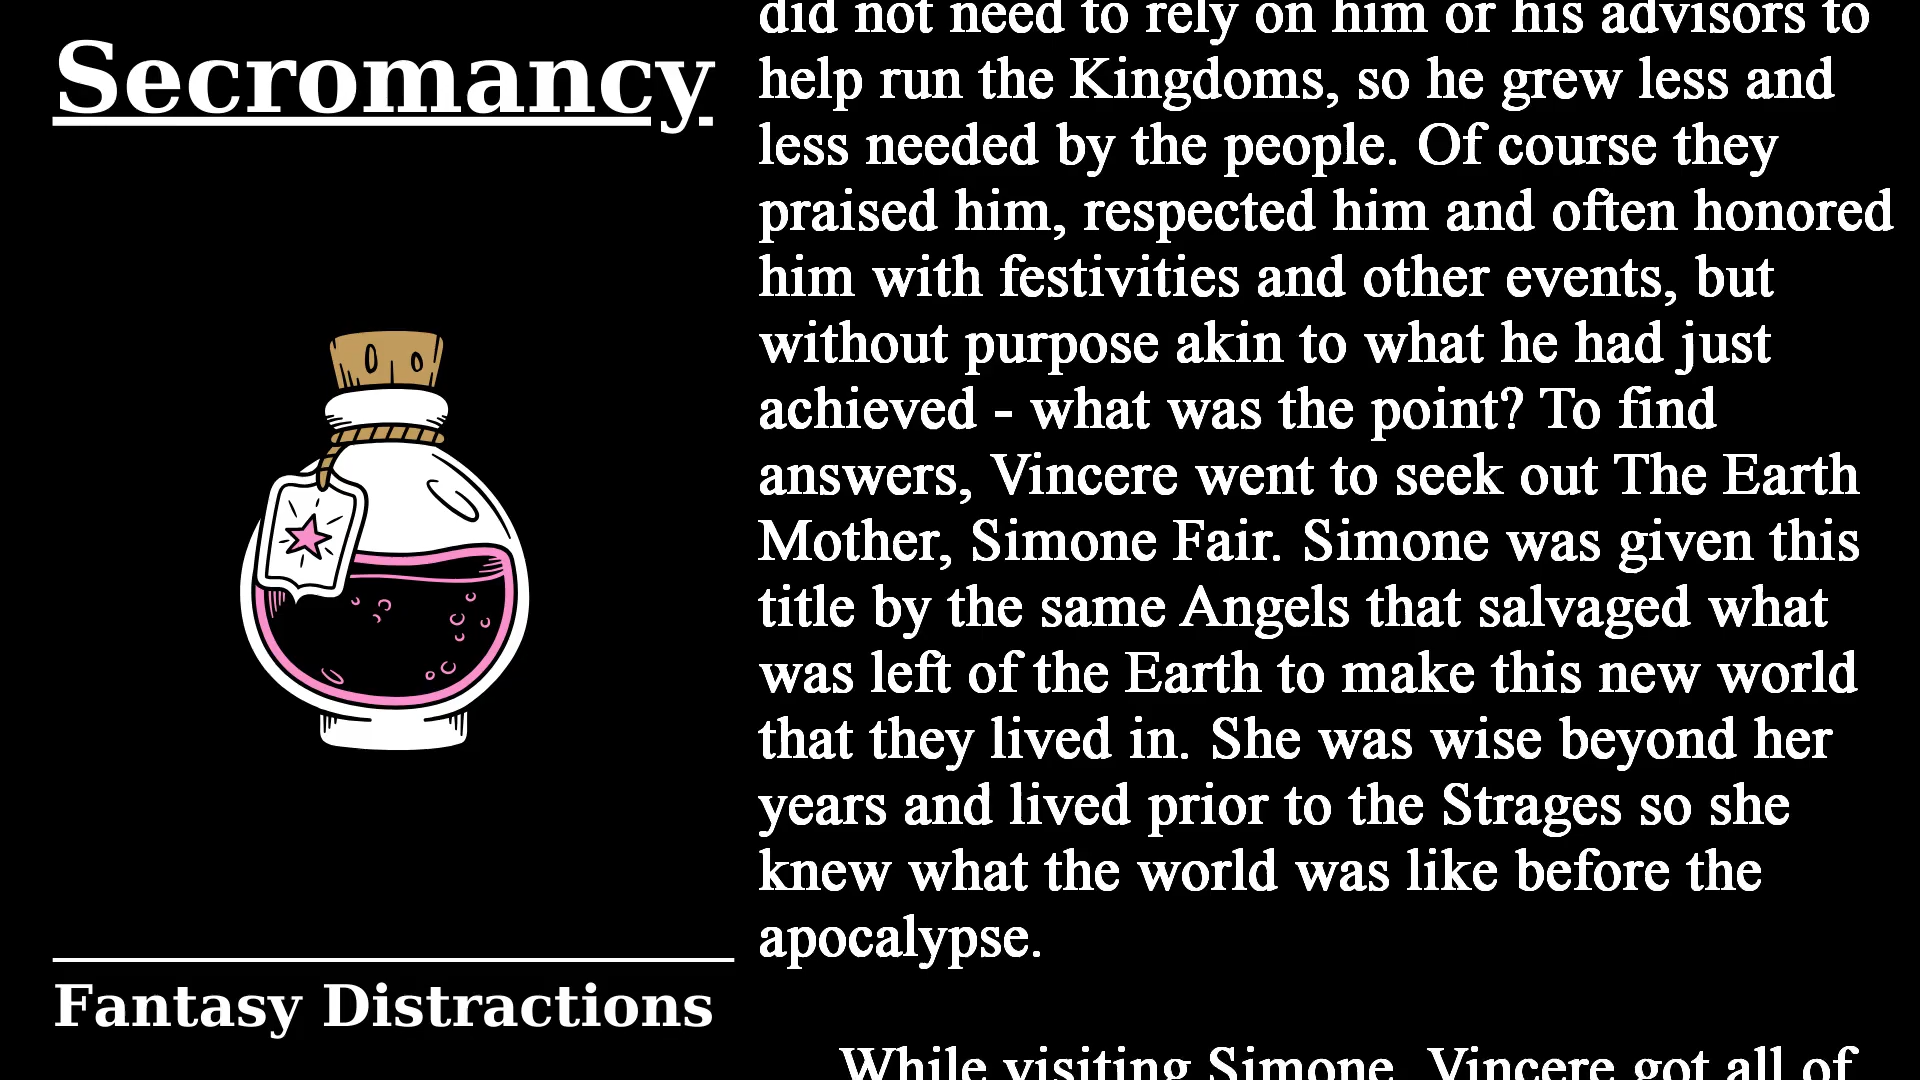 Secromancy
Fantasy Distractions
did not need to rely on him or his advisors to
help run the Kingdoms, so he grew less and
less needed by the people. Of course they
praised him, respected him and often honored
him with festivities and other events, but
without purpose akin to what he had just
achieved - what was the point? To find
answers, Vincere went to seek out The Earth
Mother, Simone Fair. Simone was given this
title by the same Angels that salvaged what
was left of the Earth to make this new world
that they lived in. She was wise beyond her
years and lived prior to the Strages so she
knew what the world was like before the
apocalypse.
While visiting Simone, Vincere got all of